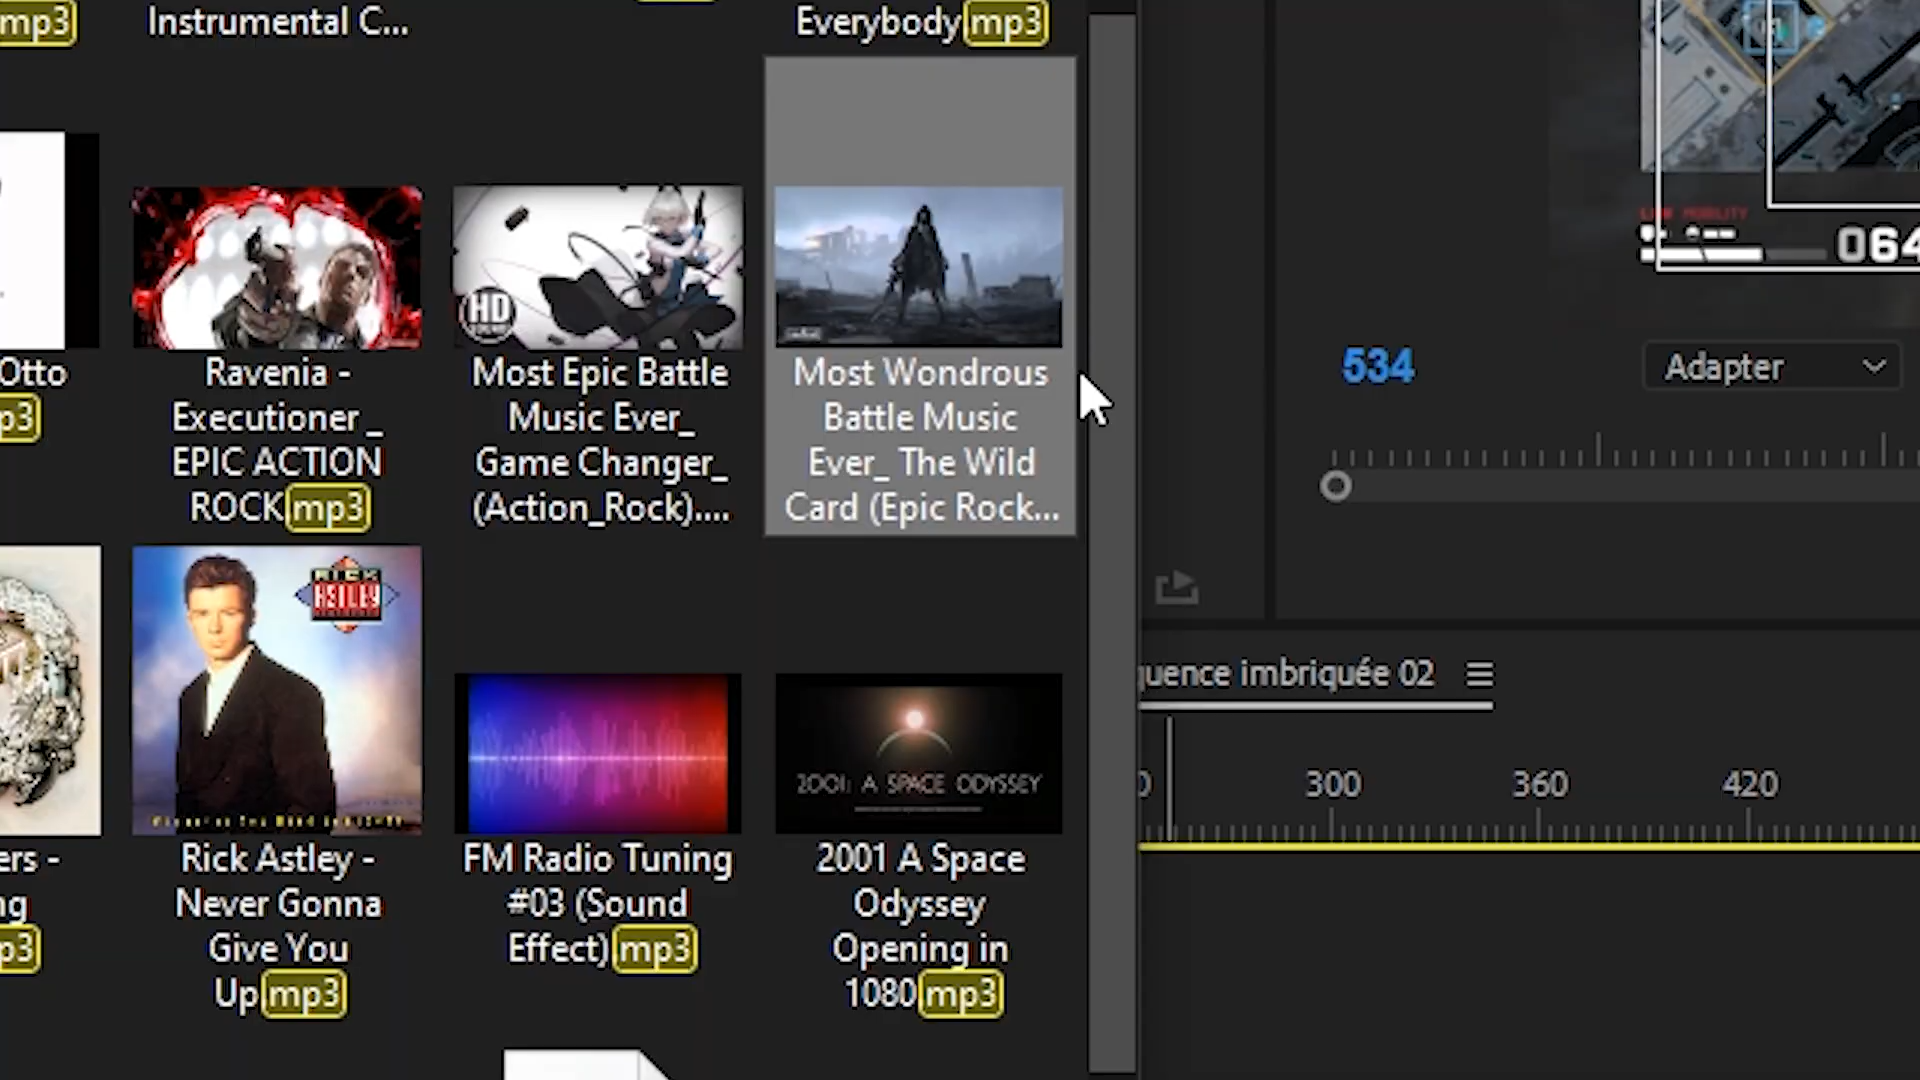 mp3
Instrumental C...
Everybody.mp3
Otto
p3
Ravenia -
Executioner _
EPIC ACTION
ROCK.mp3
HD
Most Epic Battle
Music Ever_
Game Changer_
(Action_Rock)....
Most Wondrous
Battle Music
Ever_ The Wild
Card (Epic Rock...
064
534
Adapter
RICK
ASTLEY
quence imbriquée 02
2001: A SPACE ODYSSEY
0
300
360
420
ers -
ng
p3
Rick Astley -
Never Gonna
Give You
Up.mp3
FM Radio Tuning
#03 (Sound
Effect).mp3
2001 A Space
Odyssey
Opening in
1080.mp3